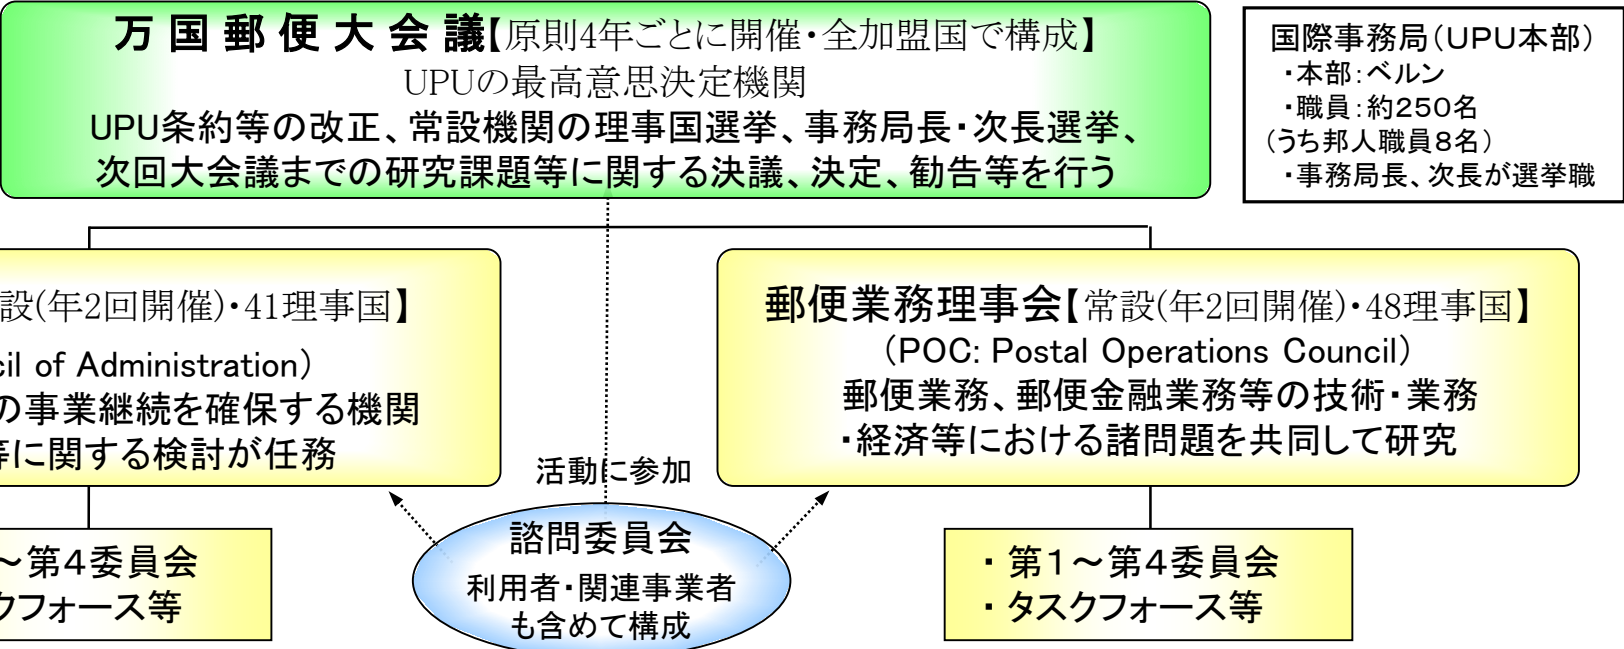 万国郵便大会議【原則4年ごとに開催・全加盟国で構成】
UPUの最高意思決定機関
UPU条約等の改正、常設機関の理事国選挙、事務局長・次長選挙、
次回大会議までの研究課題等に関する決議、決定、勧告等を行う
国際事務局(UPU本部)
・本部:ベルン
・職員:約250名
(うち邦人職員8名)
・事務局長、次長が選挙職
設(年2回開催)・41理事国】
cil of Administration)
の事業継続を確保する機関
等に関する検討が任務
郵便業務理事会【常設(年2回開催)・48理事国】
(POC: Postal Operations Council)
郵便業務、郵便金融業務等の技術・業務
・経済等における諸問題を共同して研究
活動に参加
諮問委員会
利用者・関連事業者
も含めて構成
~第4委員会
クフォース等
・第1~第4委員会
・タスクフォース等